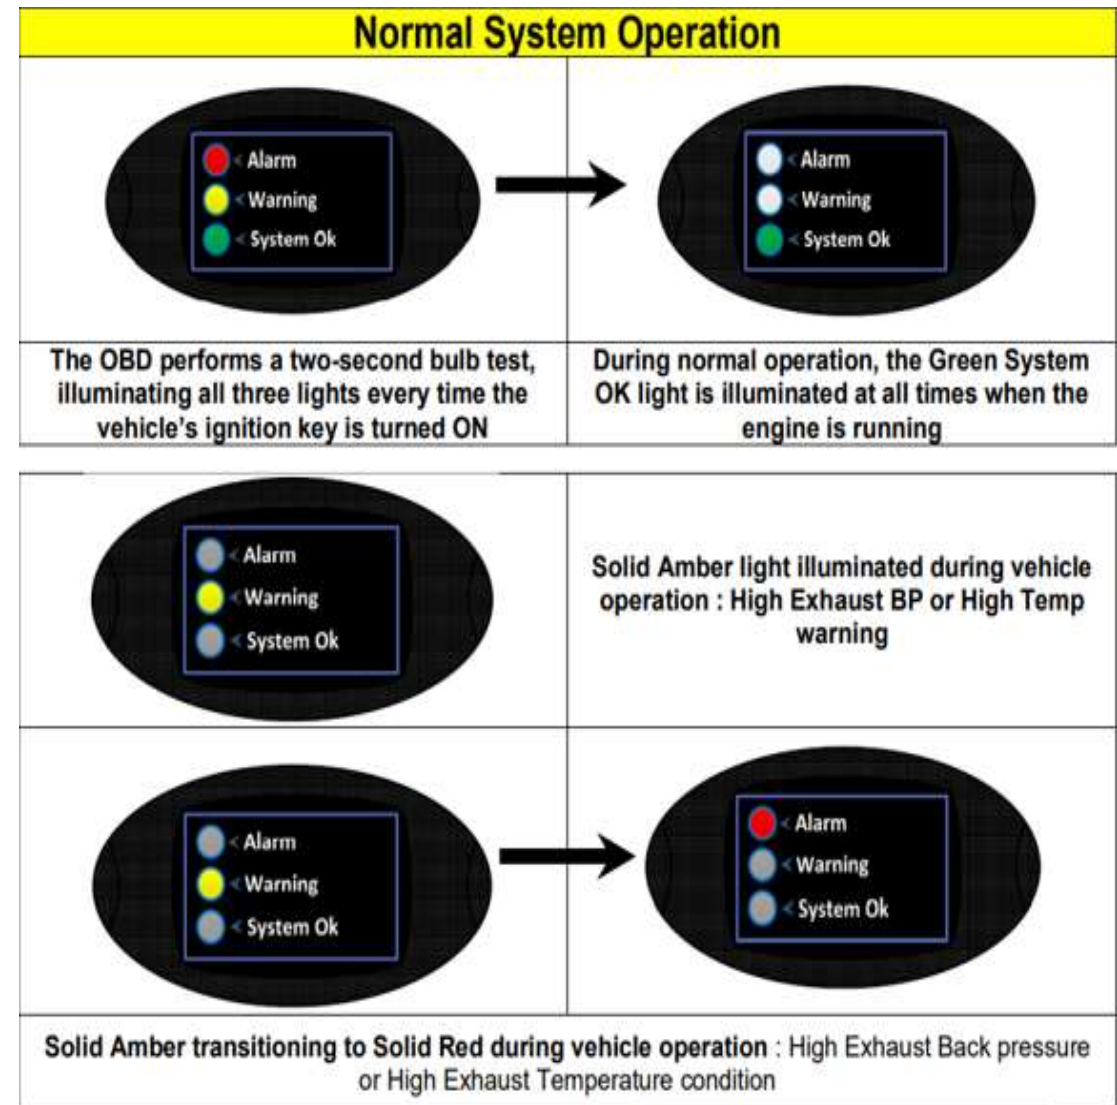 Normal System Operation
Alarm
Warning
System Ok
Alarm
Warning
System Ok
The OBD performs a two-second bulb test,
illuminating all three lights every time the
vehicle's ignition key is turned ON
During normal operation, the Green System
OK light is illuminated at all times when the
engine is running
Alarm
Warning
System Ok
Solid Amber light illuminated during vehicle
operation : High Exhaust BP or High Temp
warning
Alarm
Warning
System Ok
Alarm
Warning
System Ok
Solid Amber transitioning to Solid Red during vehicle operation : High Exhaust Back pressure
or High Exhaust Temperature condition